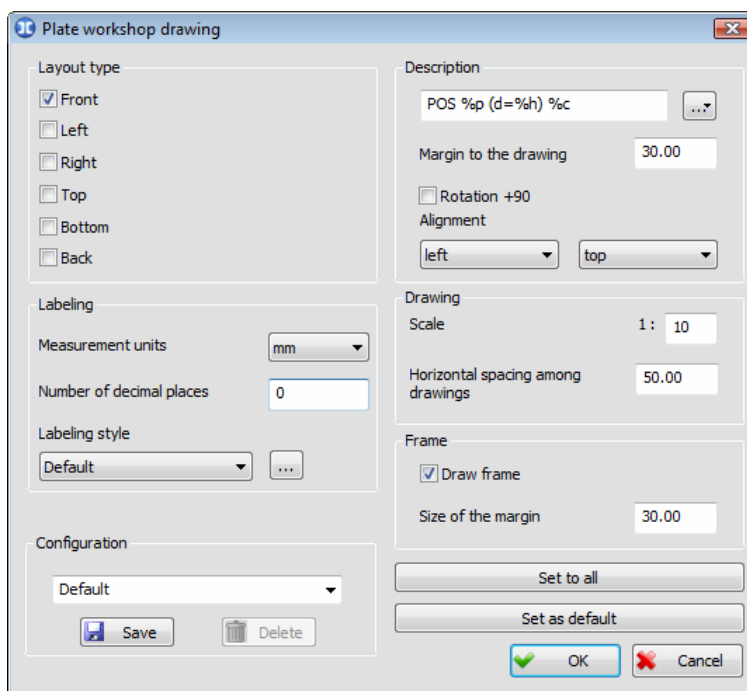 Plate workshop drawing
Layout type
Front
Left
Right
Top
Bottom
Back
Labeling
Measurement units
mm
Number of decimal places
0
Labeling style
Default
...
Configuration
Default
Save
Delete
Description
POS %p (d=%h) %c
...
Margin to the drawing
30.00
Rotation +90
Alignment
left
top
Drawing
Scale
1 :
10
Horizontal spacing among
drawings
50.00
Frame
Draw frame
Size of the margin
30.00
Set to all
Set as default
OK
Cancel